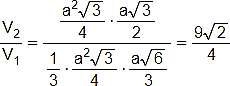 V₂/V₁ = (a²√3/4 · a√3/2)/(1/3 · a²√3/4 · a√6/3) = 9√2/4